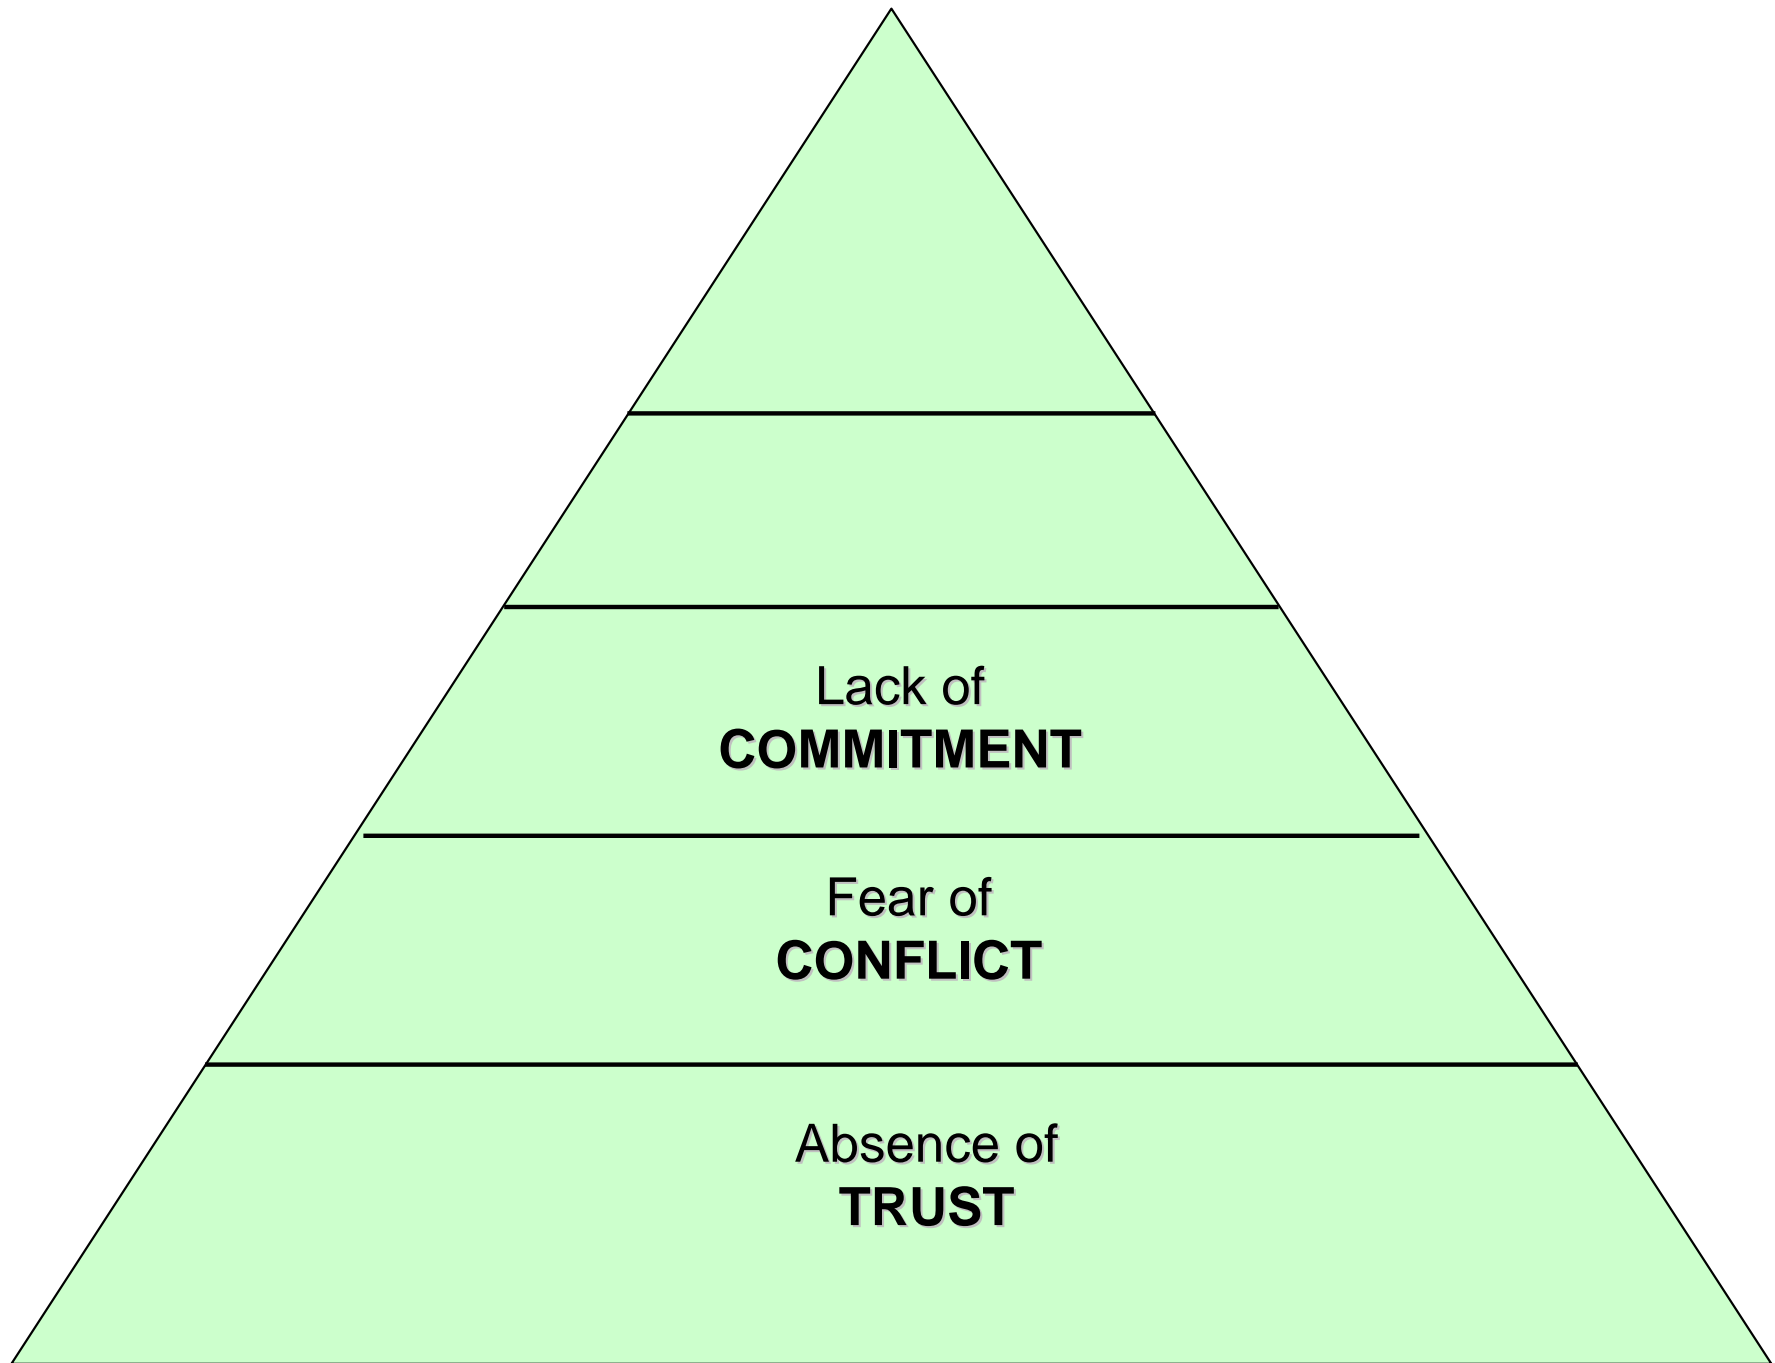 Lack of
COMMITMENT
Fear of
CONFLICT
Absence of
TRUST